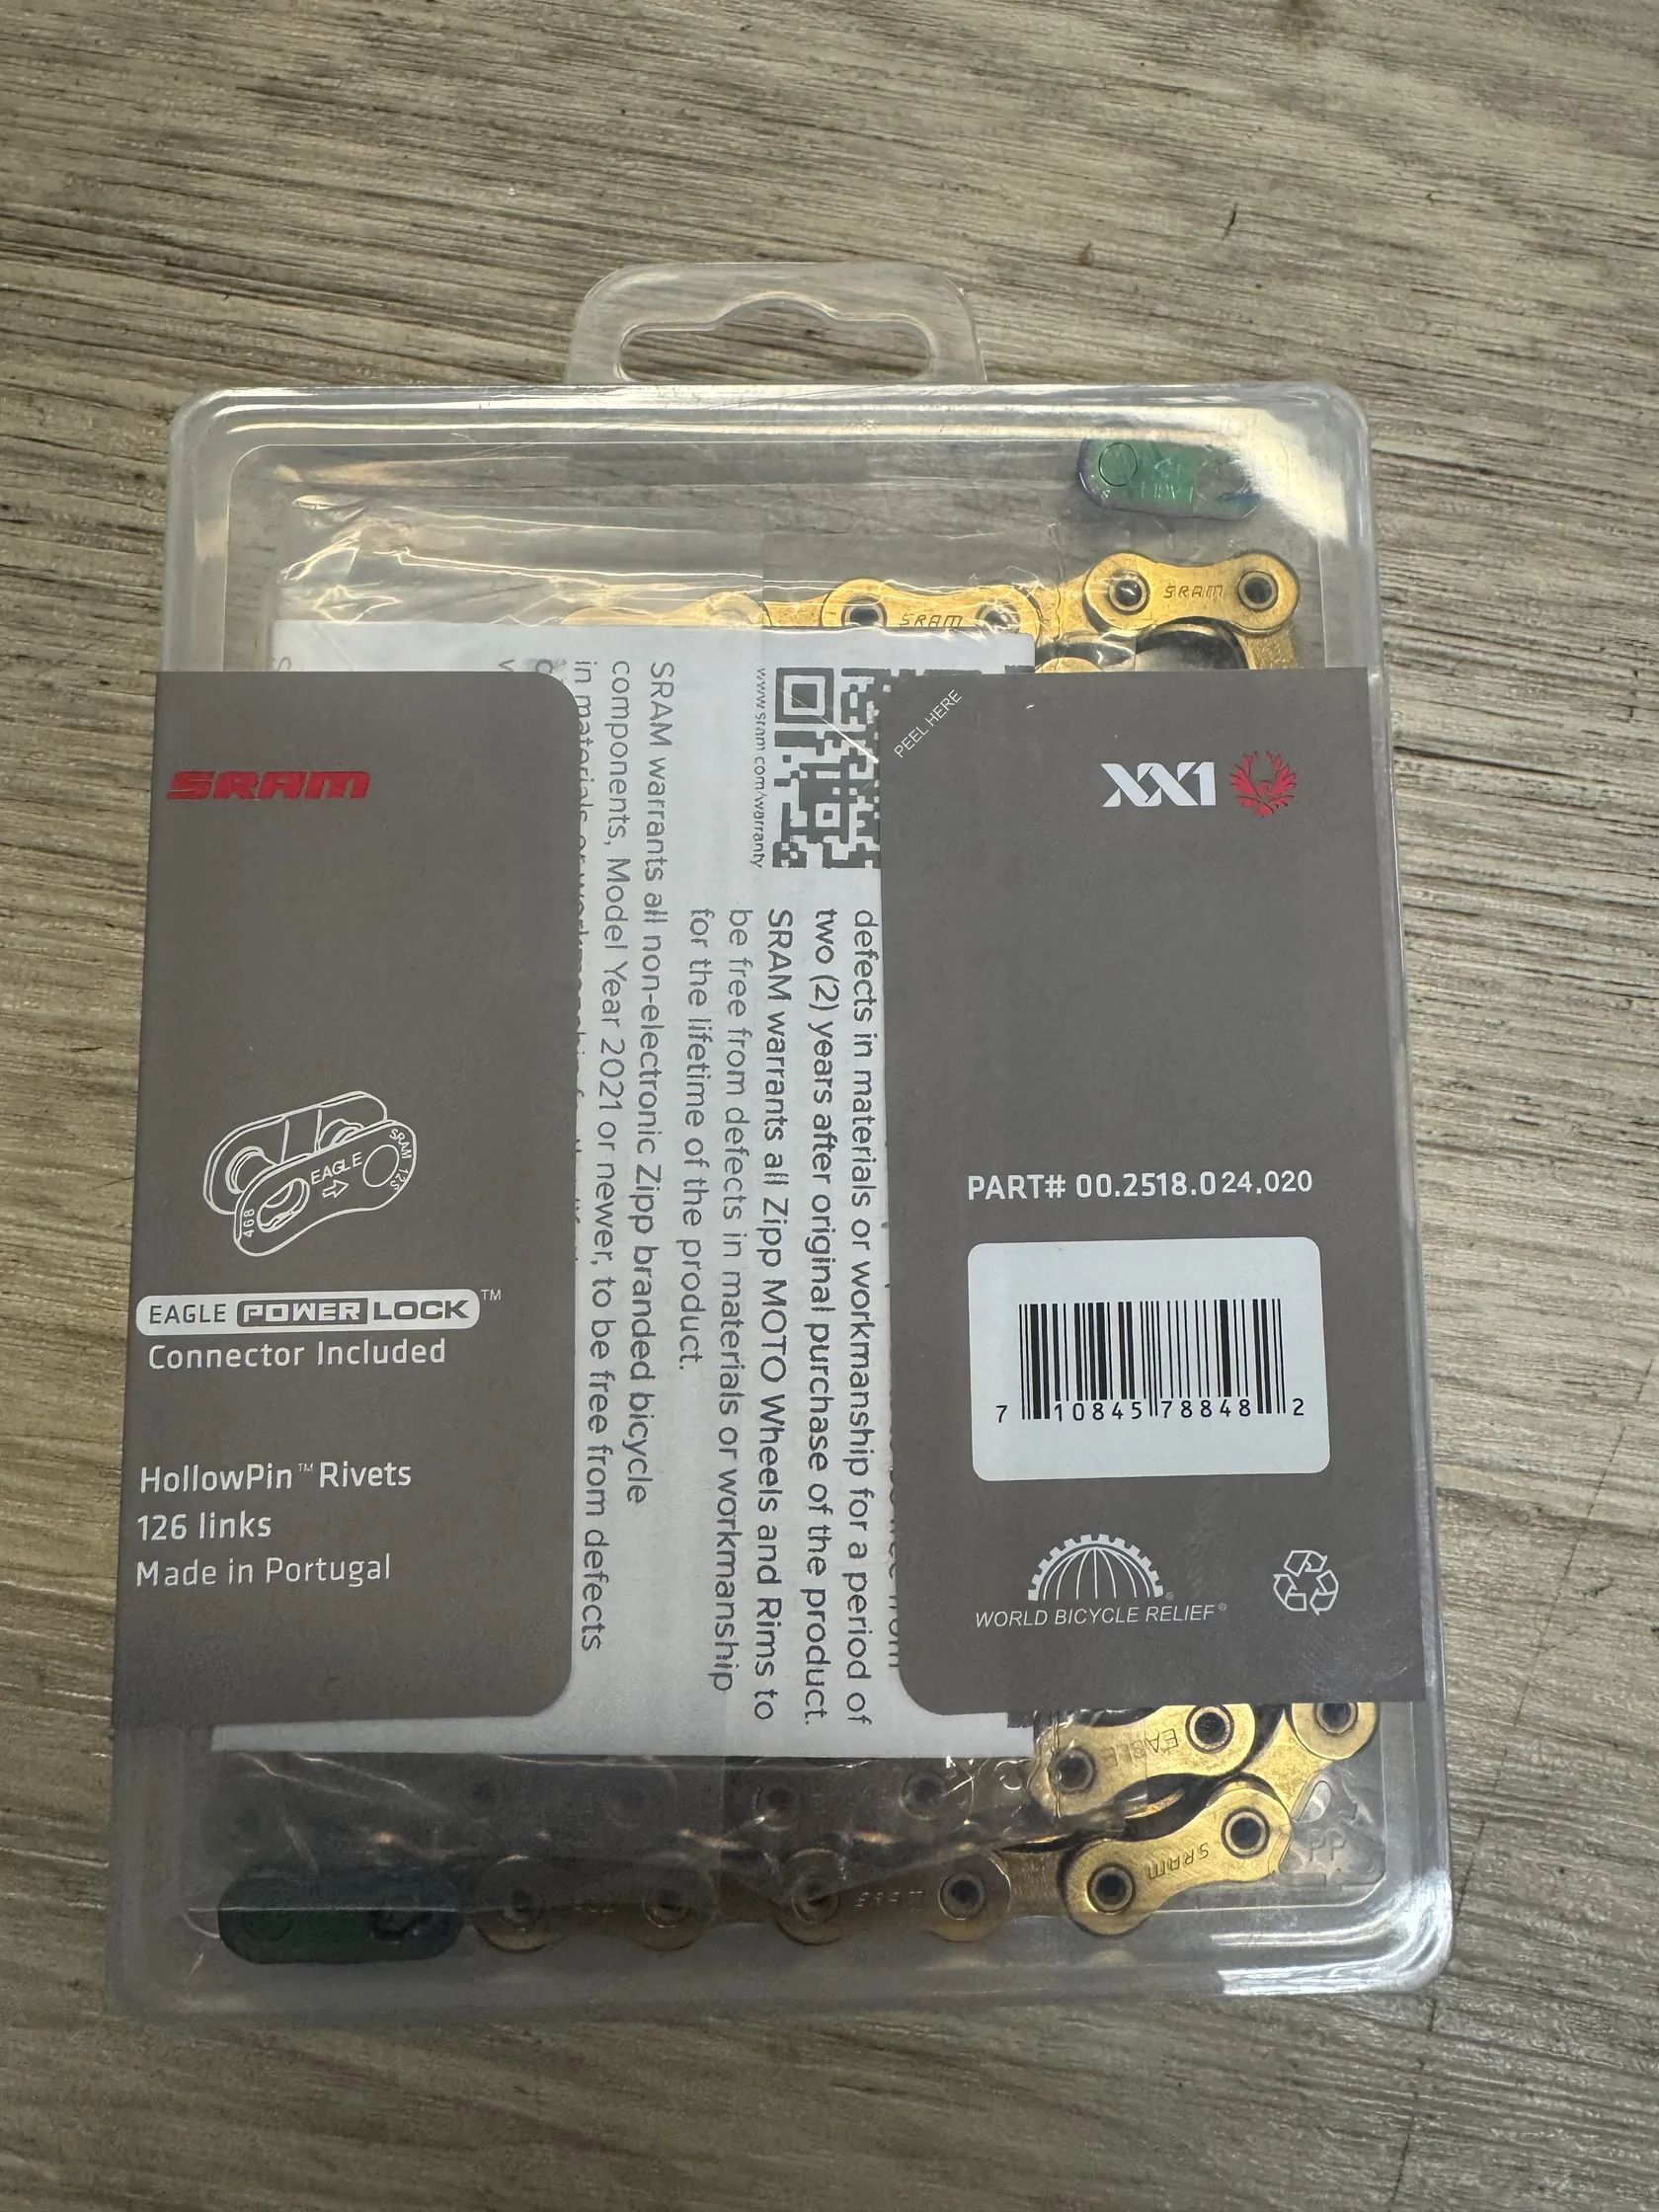 SRAM
SRAM
SRAM
XX1
PEEL HERE
www.sram.com/warranty
defects in materials or workmanship for a period of
two (2) years after original purchase of the product.
SRAM warrants all Zipp MOTO Wheels and Rims to
be free from defects in materials or workmanship
for the lifetime of the product.
SRAM warrants all non-electronic Zipp branded bicycle
components, Model Year 2021 or newer, to be free from defects
in materials or workmanship
EAGLE
SRAM 12S
468
EAGLE POWER LOCK™
Connector Included
HollowPin™ Rivets
126 links
Made in Portugal
PART# 00.2518.024.020
7 10845 78848 2
WORLD BICYCLE RELIEF®
EAGLE
SRAM
SRAM
PP